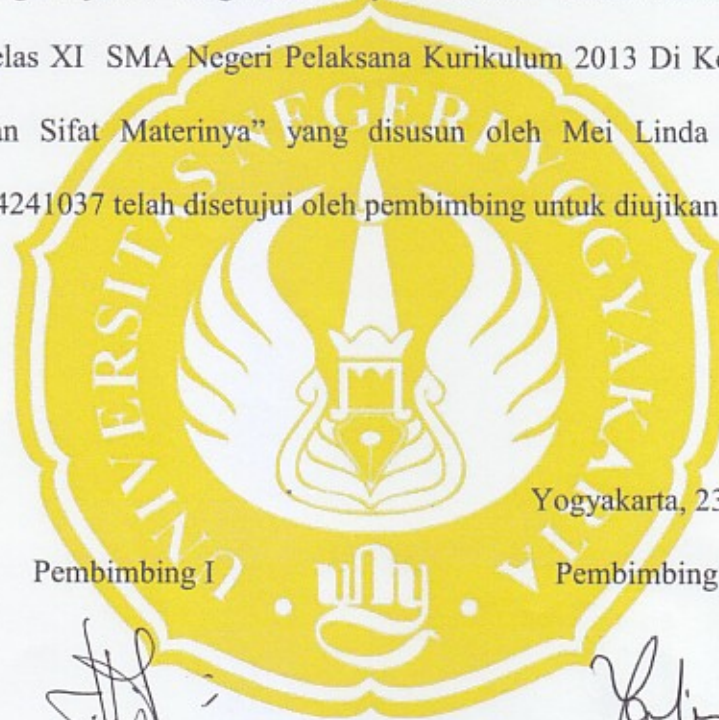 elas XI SMA Negeri Pelaksana Kurikulum 2013 Di Ko
n Sifat Materinya” yang disusun oleh Mei Linda
4241037 telah disetujui oleh pembimbing untuk diujikan
UNIVERSITAS NEGERI YOGYAKARTA
uny
Yogyakarta, 23
Pembimbing I Pembimbing